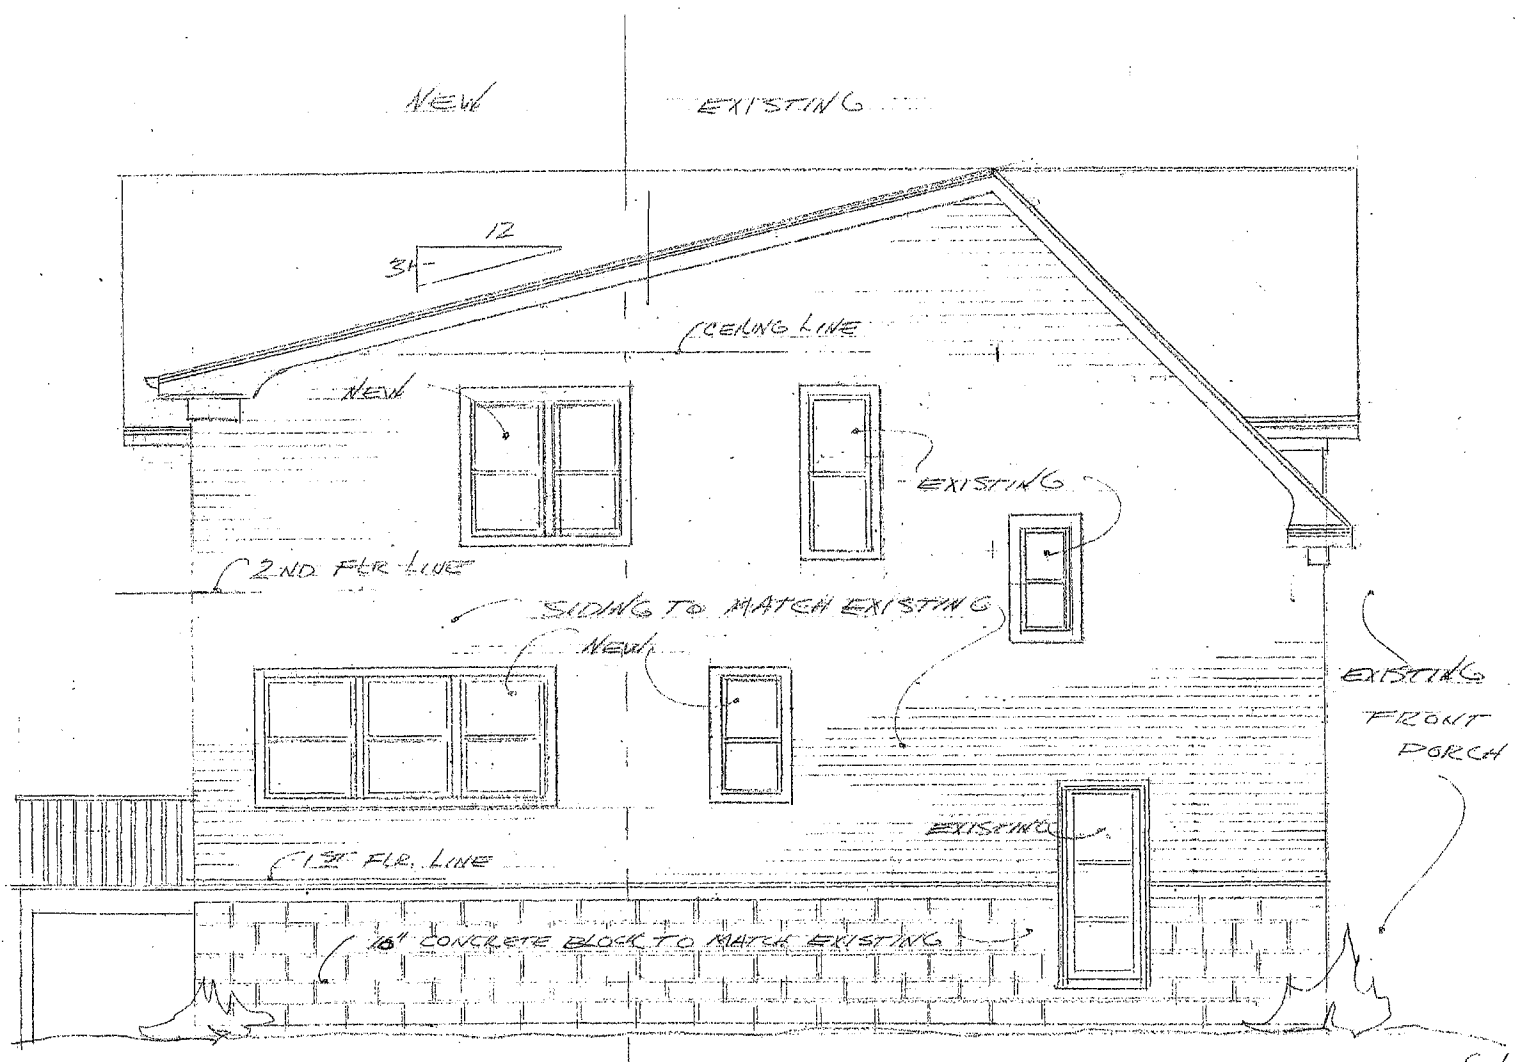 NEW
EXISTING
12
3
CEILING LINE
NEW
EXISTING
2ND FLR LINE
SIDING TO MATCH EXISTING
NEW
EXISTING
FRONT
PORCH
EXISTING
1ST FLR. LINE
10" CONCRETE BLOCK TO MATCH EXISTING